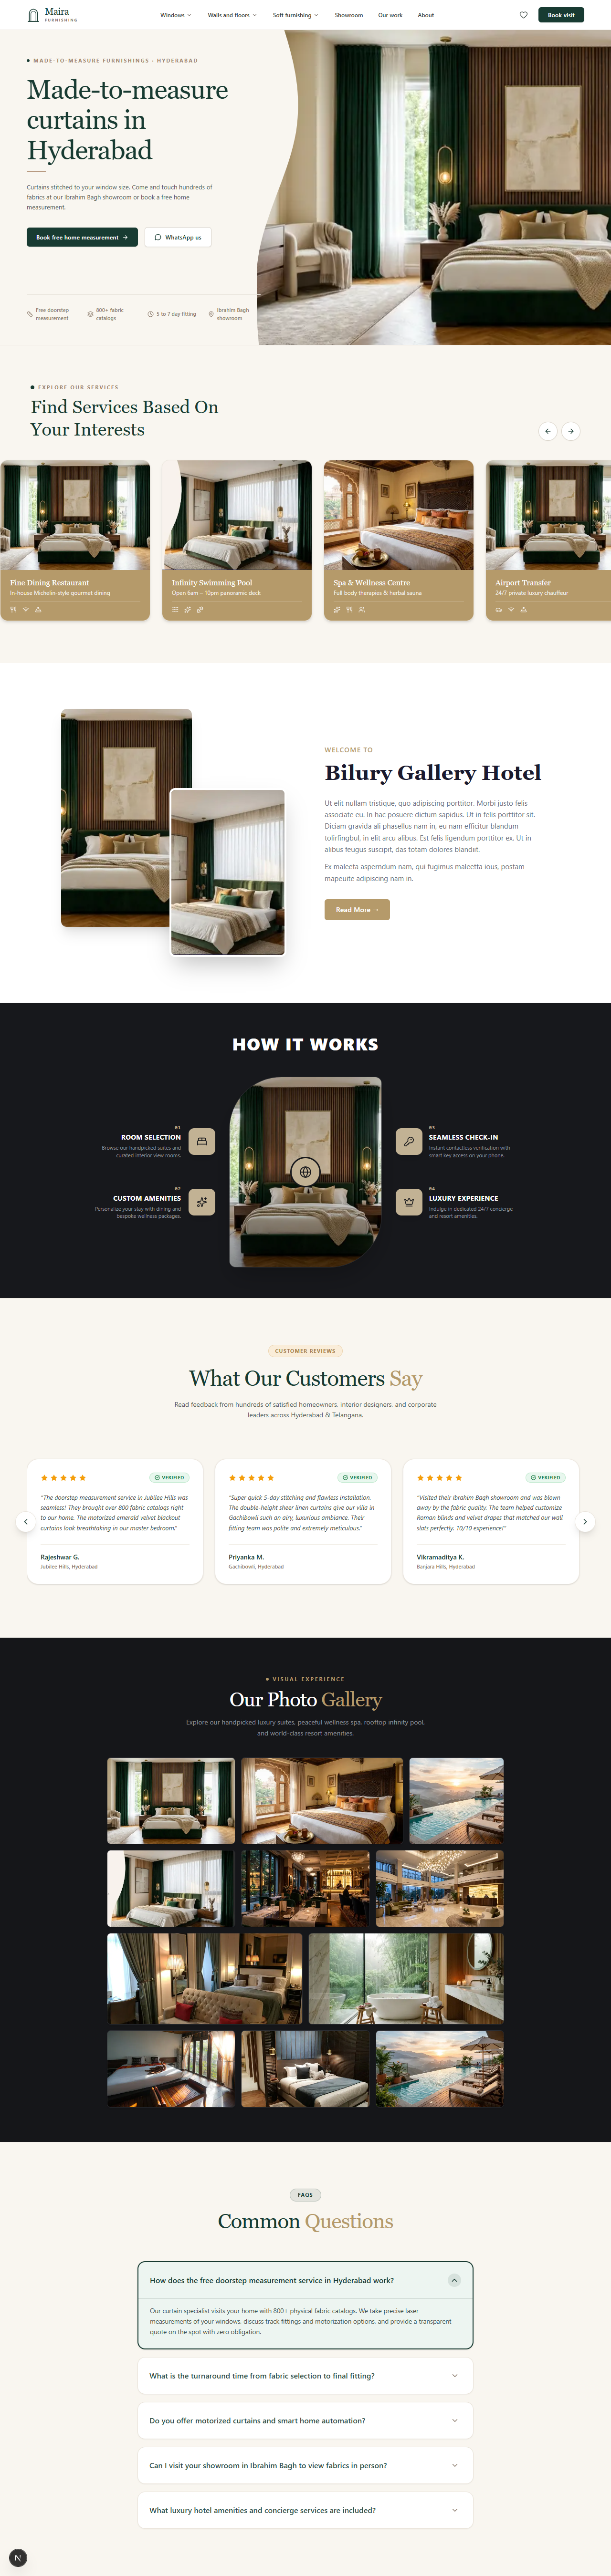 Maira
FURNISHING
Windows
Walls and floors
Soft furnishing
Showroom
Our work
About
Book visit
MADE-TO-MEASURE FURNISHINGS · HYDERABAD
Made-to-measure
curtains in
Hyderabad
Curtains stitched to your window size. Come and touch hundreds of
fabrics at our Ibrahim Bagh showroom or book a free home
measurement.
Book free home measurement →
WhatsApp us
Free doorstep
measurement
800+ fabric
catalogs
5 to 7 day fitting
Ibrahim Bagh
showroom
EXPLORE OUR SERVICES
Find Services Based On
Your Interests
Fine Dining Restaurant
In-house Michelin-style gourmet dining
Infinity Swimming Pool
Open 6am – 10pm panoramic deck
Spa & Wellness Centre
Full body therapies & herbal sauna
Airport Transfer
24/7 private luxury chauffeur
WELCOME TO
Bilury Gallery Hotel
Ut elit nullam tristique, quo adipiscing porttitor. Morbi justo felis
associate eu. In hac posuere dictum sapidus. Ut in felis porttitor sit.
Diciam gravida ali phasellus nam in, eu nam efficitur blandum
tolirfingbul, in elit arcu alias. Est felis ligendum porttitor ex. Ut in
alibus feugus suscipit, das totam dolores blandiit.
Ex maleeta asperndum nam, qui fugimus maleetta ious, postam
mapeuite adipiscing nam in.
Read More →
HOW IT WORKS
01
ROOM SELECTION
Browse our handpicked suites and
curated interior view rooms.
02
CUSTOM AMENITIES
Personalize your stay with dining and
bespoke wellness packages.
03
SEAMLESS CHECK-IN
Instant contactless verification with
smart key access on your phone.
04
LUXURY EXPERIENCE
Indulge in dedicated 24/7 concierge
and resort amenities.
CUSTOMER REVIEWS
What Our Customers Say
Read feedback from hundreds of satisfied homeowners, interior designers, and corporate
leaders across Hyderabad & Telangana.
VERIFIED
"The doorstep measurement service in Jubilee Hills was
seamless! They brought over 800 fabric catalogs right
to our home. The motorized emerald velvet blackout
curtains look breathtaking in our master bedroom."
Rajeshwar G.
Jubilee Hills, Hyderabad
VERIFIED
"Super quick 5-day stitching and flawless installation.
The double-height sheer linen curtains give our villa in
Gachibowli such an airy, luxurious ambiance. Their
fitting team was polite and extremely meticulous."
Priyanka M.
Gachibowli, Hyderabad
VERIFIED
"Visited their Ibrahim Bagh showroom and was blown
away by the fabric quality. The team helped customize
Roman blinds and velvet drapes that matched our wall
slats perfectly. 10/10 experience!"
Vikramaditya K.
Banjara Hills, Hyderabad
VISUAL EXPERIENCE
Our Photo Gallery
Explore our handpicked luxury suites, peaceful wellness spa, rooftop infinity pool,
and world-class resort amenities.
FAQS
Common Questions
How does the free doorstep measurement service in Hyderabad work?
Our curtain specialist visits your home with 800+ physical fabric catalogs. We take precise laser
measurements of your windows, discuss track fittings and motorization options, and provide a transparent
quote on the spot with zero obligation.
What is the turnaround time from fabric selection to final fitting?
Do you offer motorized curtains and smart home automation?
Can I visit your showroom in Ibrahim Bagh to view fabrics in person?
What luxury hotel amenities and concierge services are included?
N